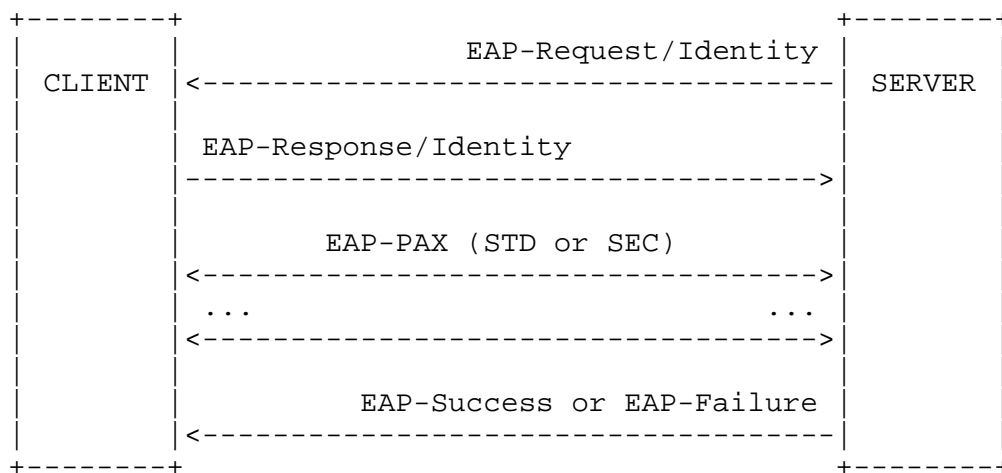 EAP-Request/Identity
CLIENT SERVER
EAP-Response/Identity
EAP-PAX (STD or SEC)
... ...
EAP-Success or EAP-Failure